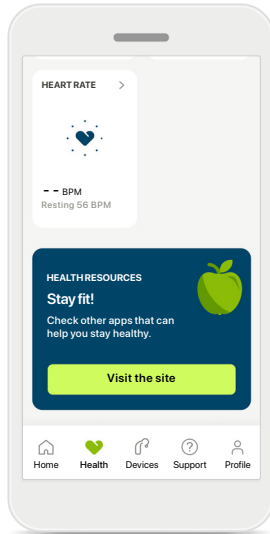 HEART RATE
-- BPM
Resting 56 BPM
HEALTH RESOURCES
Stay fit!
Check other apps that can
help you stay healthy.
Visit the site
Home Health Devices Support Profile